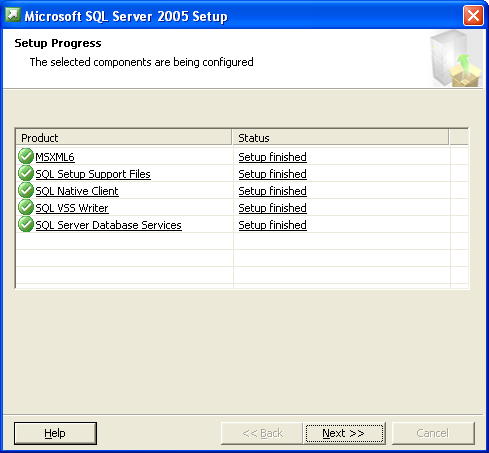 Microsoft SQL Server 2005 Setup
Setup Progress
The selected components are being configured
Product Status
MSXML6 Setup finished
SQL Setup Support Files Setup finished
SQL Native Client Setup finished
SQL VSS Writer Setup finished
SQL Server Database Services Setup finished
Help << Back Next >> Cancel